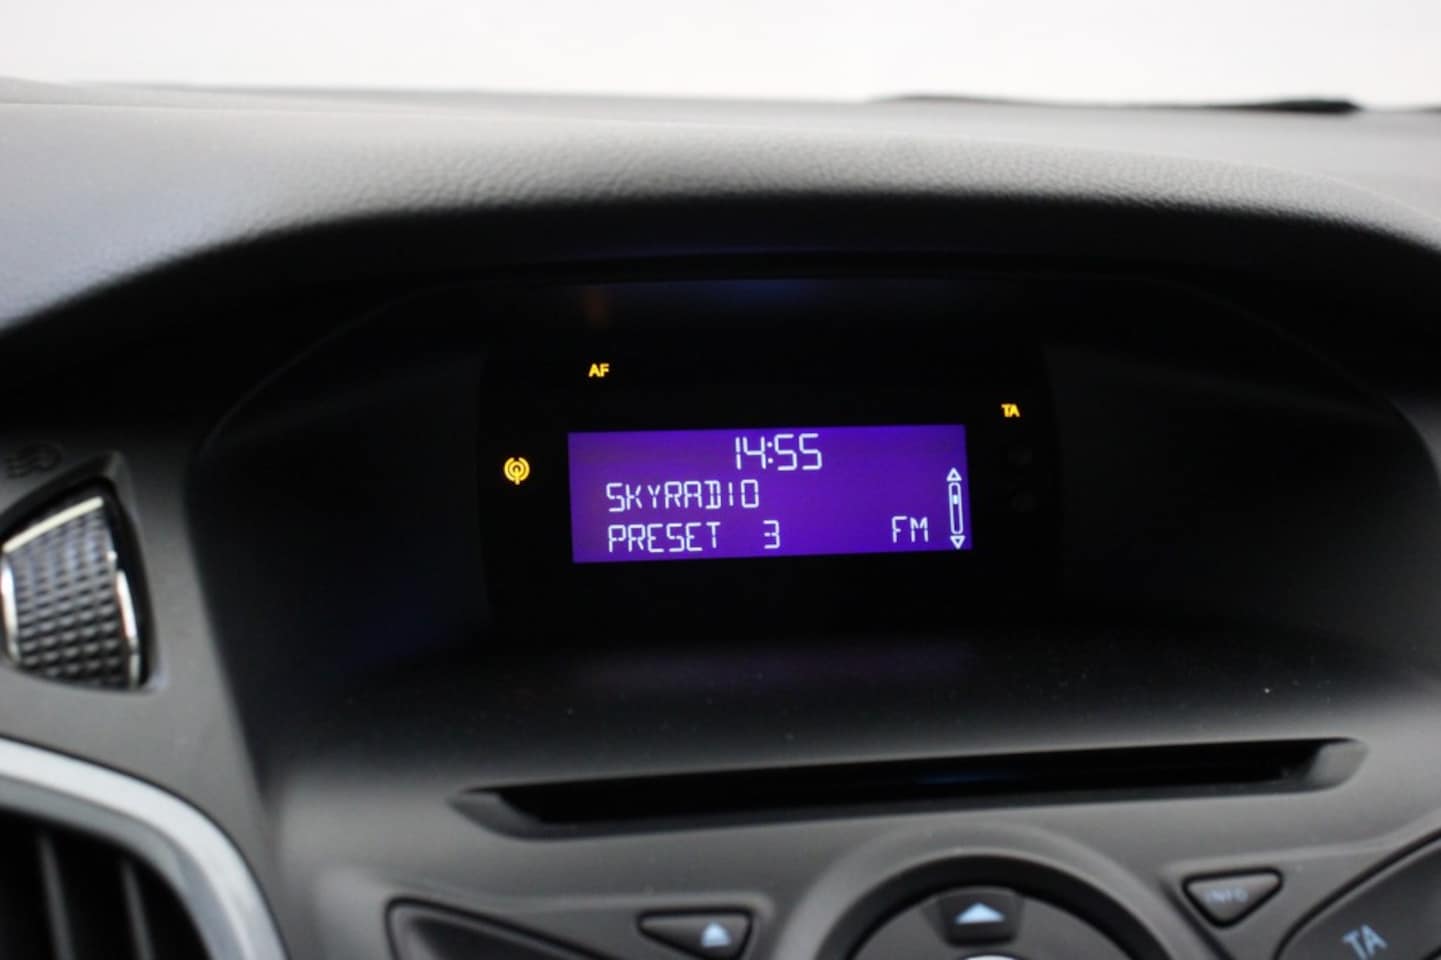 AF
TA
14:55
SKYRADIO
PRESET 3 FM
INFO
TA